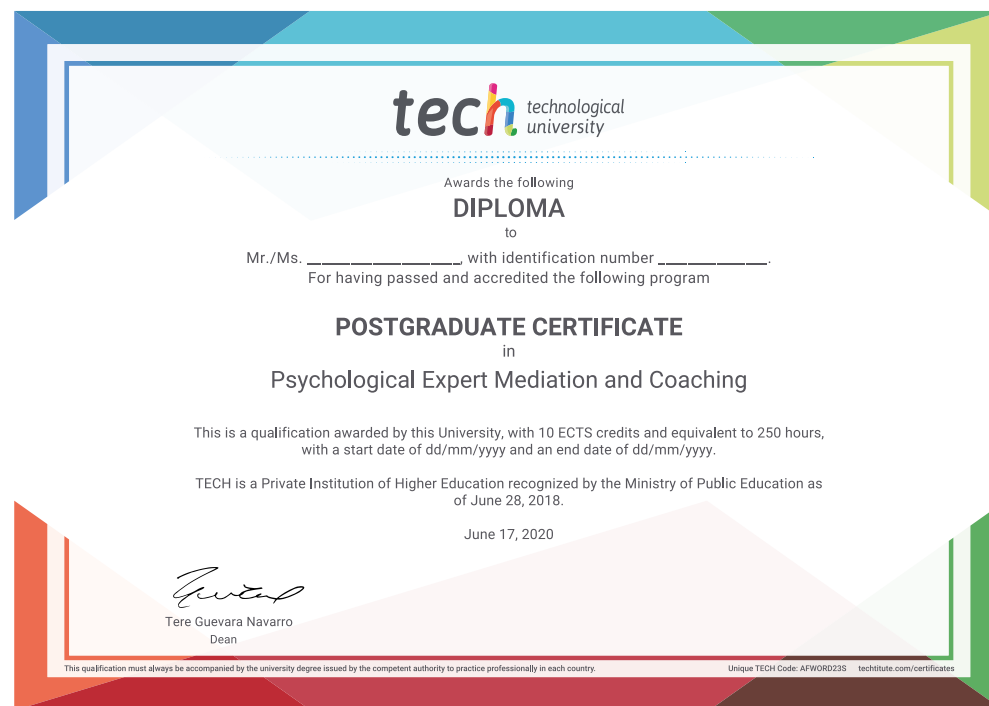 tech technological
university
Awards the following
DIPLOMA
to
Mr./Ms. _________________, with identification number _____________.
For having passed and accredited the following program
POSTGRADUATE CERTIFICATE
in
Psychological Expert Mediation and Coaching
This is a qualification awarded by this University, with 10 ECTS credits and equivalent to 250 hours,
with a start date of dd/mm/yyyy and an end date of dd/mm/yyyy.
TECH is a Private Institution of Higher Education recognized by the Ministry of Public Education as
of June 28, 2018.
June 17, 2020
Tere Guevara Navarro
Dean
This qualification must always be accompanied by the university degree issued by the competent authority to practice professionally in each country.
Unique TECH Code: AFWORD23S techtitute.com/certificates